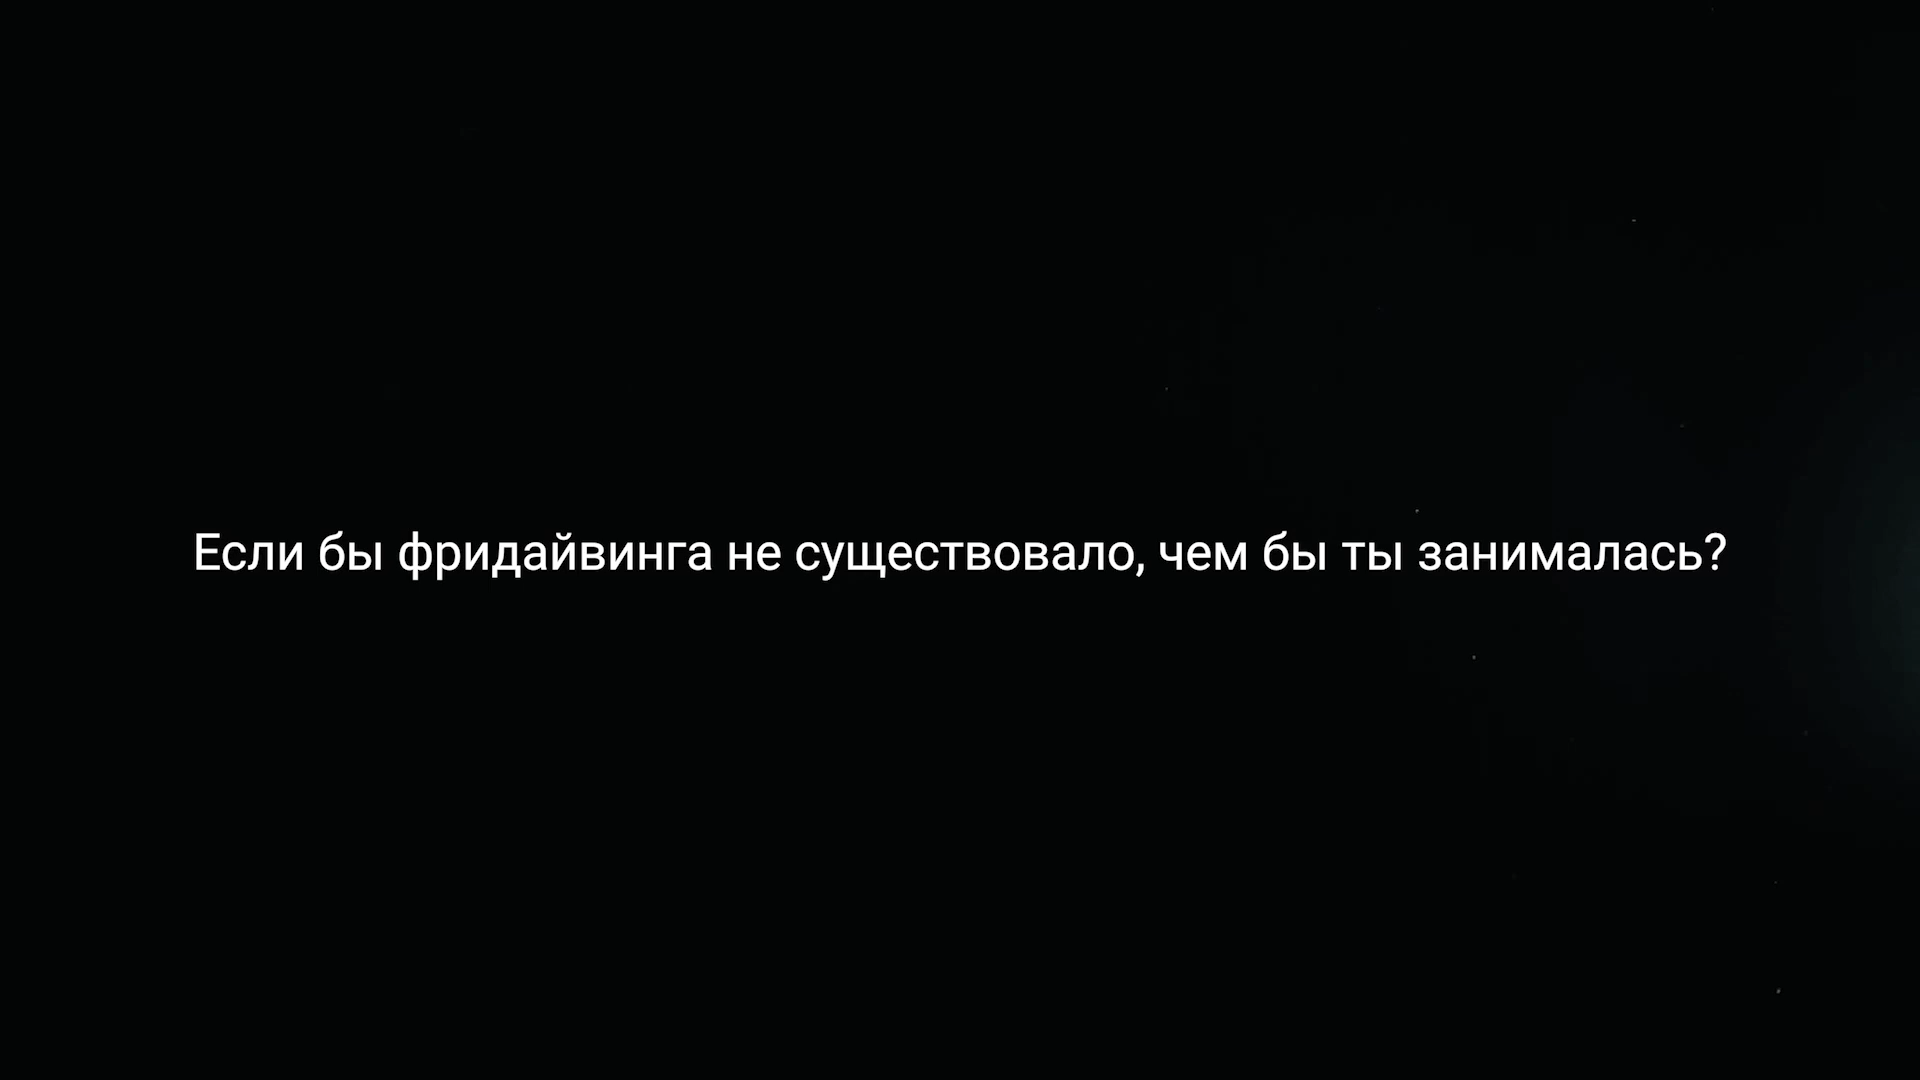 Если бы фридайвинга не существовало, чем бы ты занималась?